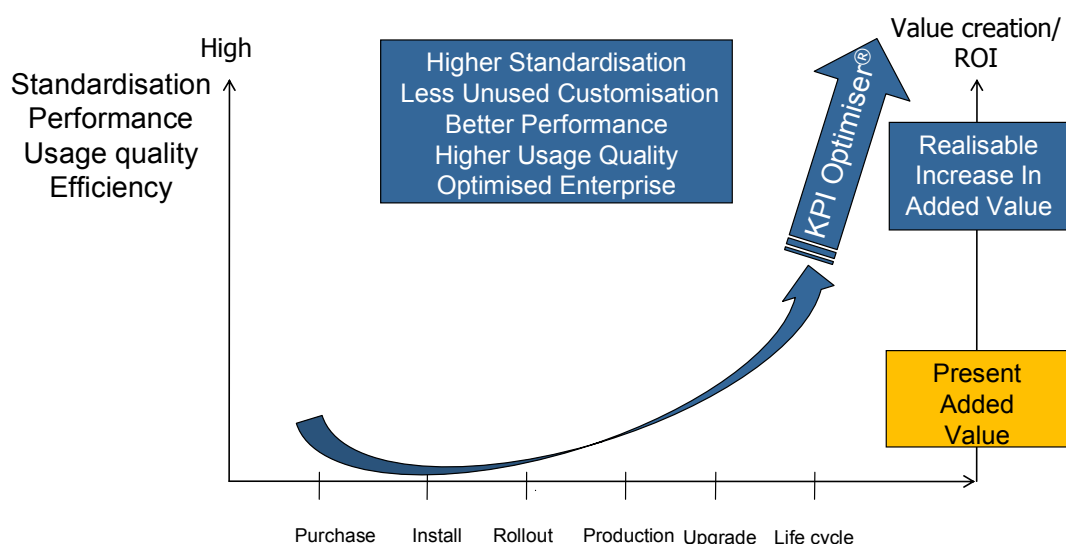 High
Standardisation
Performance
Usage quality
Efficiency
Higher Standardisation
Less Unused Customisation
Better Performance
Higher Usage Quality
Optimised Enterprise
KPI Optimiser®
Value creation/
ROI
Realisable
Increase In
Added Value
Present
Added
Value
Purchase
Install
Rollout
Production
Upgrade
Life cycle